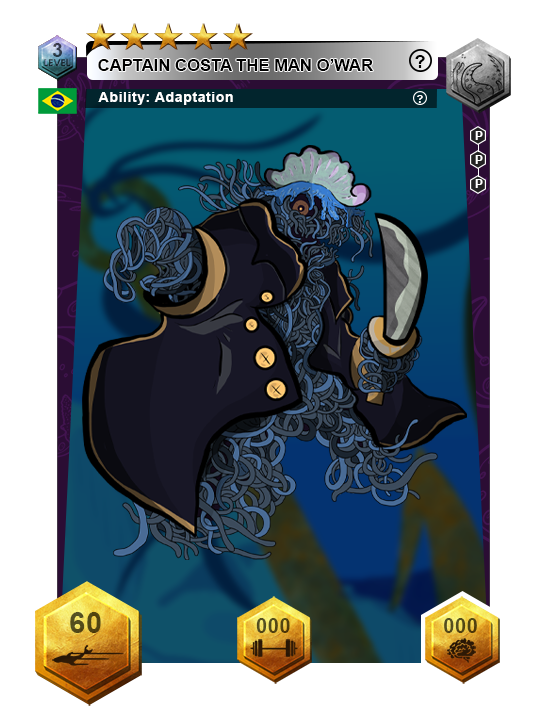 3
LEVEL
CAPTAIN COSTA THE MAN O’WAR
?
Ability: Adaptation
?
P
P
P
60
000
000